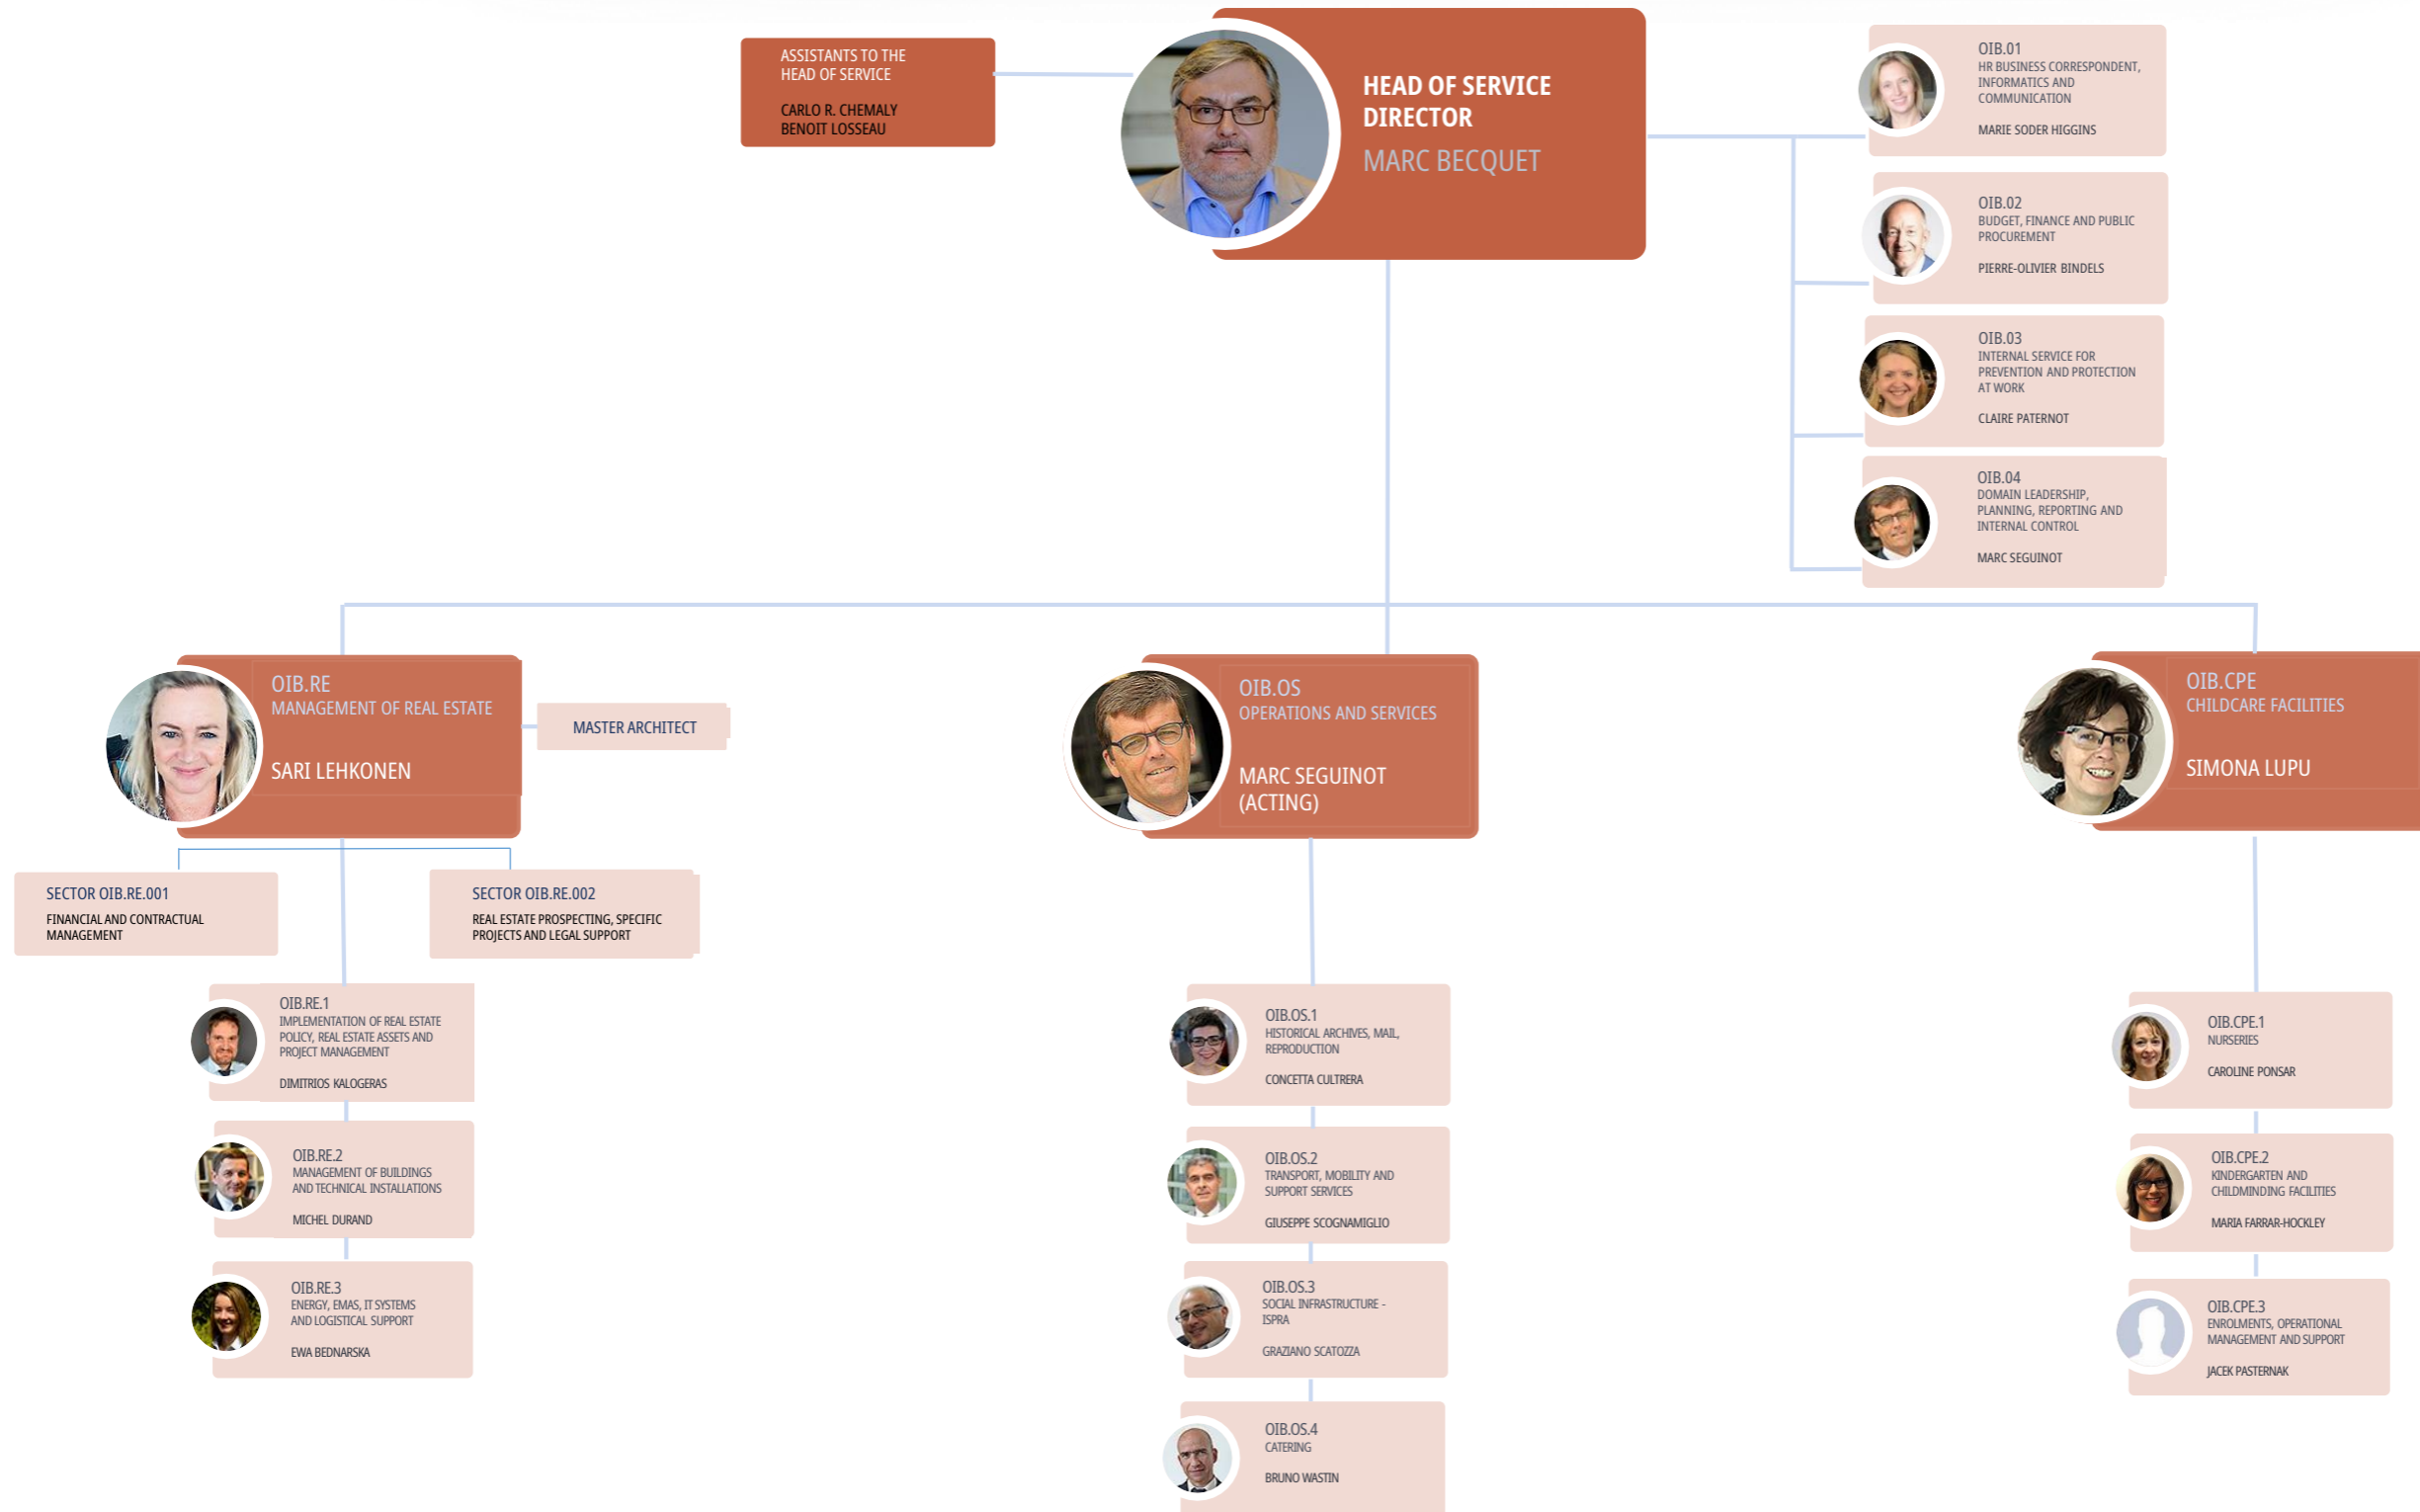 ASSISTANTS TO THE
HEAD OF SERVICE
CARLO R. CHEMALY
BENOIT LOSSEAU
HEAD OF SERVICE
DIRECTOR
MARC BECQUET
OIB.01
HR BUSINESS CORRESPONDENT,
INFORMATICS AND
COMMUNICATION
MARIE SODER HIGGINS
OIB.02
BUDGET, FINANCE AND PUBLIC
PROCUREMENT
PIERRE-OLIVIER BINDELS
OIB.03
INTERNAL SERVICE FOR
PREVENTION AND PROTECTION
AT WORK
CLAIRE PATERNOT
OIB.04
DOMAIN LEADERSHIP,
PLANNING, REPORTING AND
INTERNAL CONTROL
MARC SEGUINOT
OIB.RE
MANAGEMENT OF REAL ESTATE
SARI LEHKONEN
MASTER ARCHITECT
OIB.OS
OPERATIONS AND SERVICES
MARC SEGUINOT
(ACTING)
OIB.CPE
CHILDCARE FACILITIES
SIMONA LUPU
SECTOR OIB.RE.001
FINANCIAL AND CONTRACTUAL
MANAGEMENT
SECTOR OIB.RE.002
REAL ESTATE PROSPECTING, SPECIFIC
PROJECTS AND LEGAL SUPPORT
OIB.RE.1
IMPLEMENTATION OF REAL ESTATE
POLICY, REAL ESTATE ASSETS AND
PROJECT MANAGEMENT
DIMITRIOS KALOGERAS
OIB.RE.2
MANAGEMENT OF BUILDINGS
AND TECHNICAL INSTALLATIONS
MICHEL DURAND
OIB.RE.3
ENERGY, EMAS, IT SYSTEMS
AND LOGISTICAL SUPPORT
EWA BEDNARSKA
OIB.OS.1
HISTORICAL ARCHIVES, MAIL,
REPRODUCTION
CONCETTA CULTRERA
OIB.OS.2
TRANSPORT, MOBILITY AND
SUPPORT SERVICES
GIUSEPPE SCOGNAMIGLIO
OIB.OS.3
SOCIAL INFRASTRUCTURE -
ISPRA
GRAZIANO SCATOZZA
OIB.OS.4
CATERING
BRUNO WASTIN
OIB.CPE.1
NURSERIES
CAROLINE PONSAR
OIB.CPE.2
KINDERGARTEN AND
CHILDMINDING FACILITIES
MARIA FARRAR-HOCKLEY
OIB.CPE.3
ENROLMENTS, OPERATIONAL
MANAGEMENT AND SUPPORT
JACEK PASTERNAK